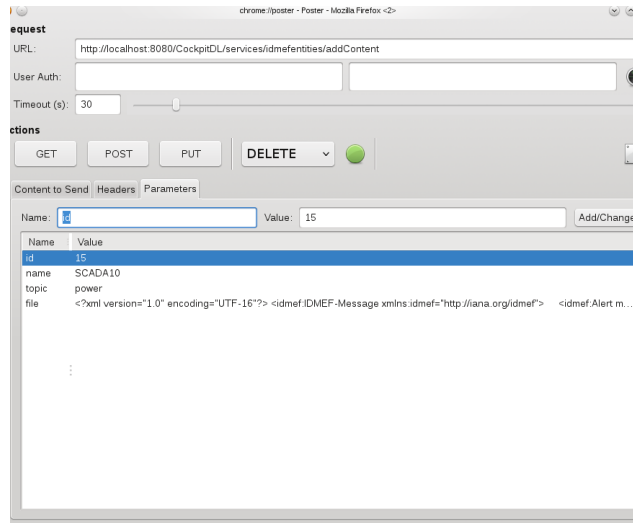 chrome://poster - Poster - Mozilla Firefox <2>
equest
URL: http://localhost:8080/CockpitDL/services/idmefentities/addContent
User Auth:
Timeout (s): 30
ctions
GET POST PUT DELETE
Content to Send Headers Parameters
Name: id Value: 15 Add/Change
Name Value
id 15
name SCADA10
topic power
file <?xml version="1.0" encoding="UTF-16"?> <idmef:IDMEF-Message xmlns:idmef="http://iana.org/idmef"> <idmef:Alert m...